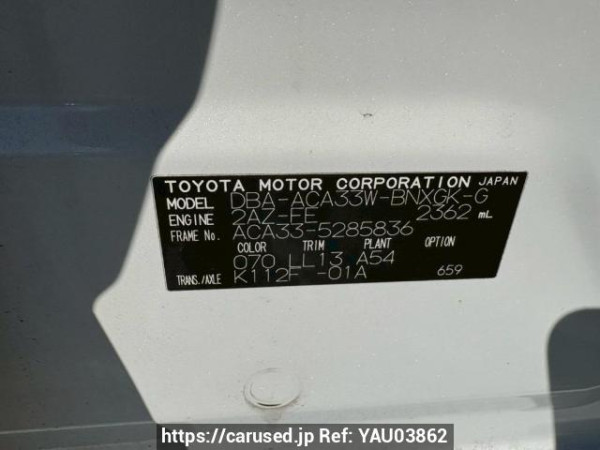 TOYOTA MOTOR CORPORATION JAPAN
MODEL DBA-ACA33W-BNXGK-G
ENGINE 2AZ-FE 2362 mL
FRAME No. ACA33-5285836
COLOR TRIM PLANT OPTION
070 LL13 A54
TRANS./AXLE K112F -01A 659
https://carused.jp Ref: YAU03862